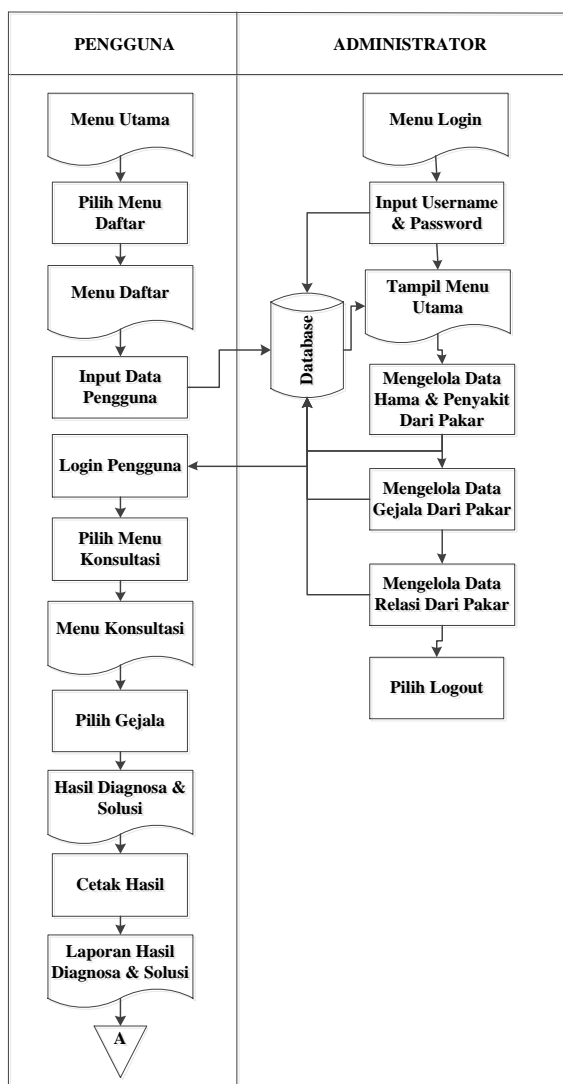 PENGGUNA
ADMINISTRATOR
Menu Utama
Pilih Menu
Daftar
Menu Daftar
Input Data
Pengguna
Login Pengguna
Pilih Menu
Konsultasi
Menu Konsultasi
Pilih Gejala
Hasil Diagnosa &
Solusi
Cetak Hasil
Laporan Hasil
Diagnosa & Solusi
A
Menu Login
Input Username
& Password
Database
Tampil Menu
Utama
Mengelola Data
Hama & Penyakit
Dari Pakar
Mengelola Data
Gejala Dari Pakar
Mengelola Data
Relasi Dari Pakar
Pilih Logout